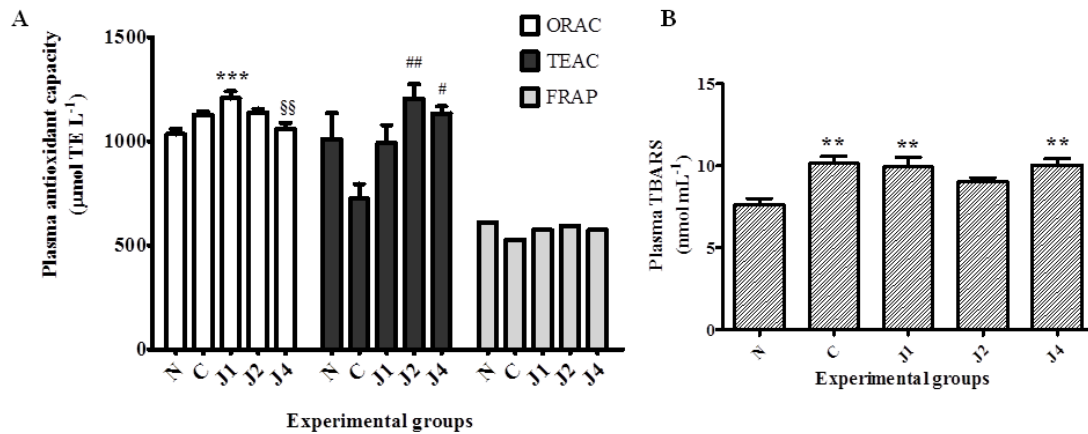 A
Plasma antioxidant capacity
(µmol TE L⁻¹)
1500
1000
500
0
***
§§
##
#
ORAC
TEAC
FRAP
N C J1 J2 J4 N C J1 J2 J4 N C J1 J2 J4
Experimental groups
B
Plasma TBARS
(nmol mL⁻¹)
15
10
5
0
** ** **
N C J1 J2 J4
Experimental groups